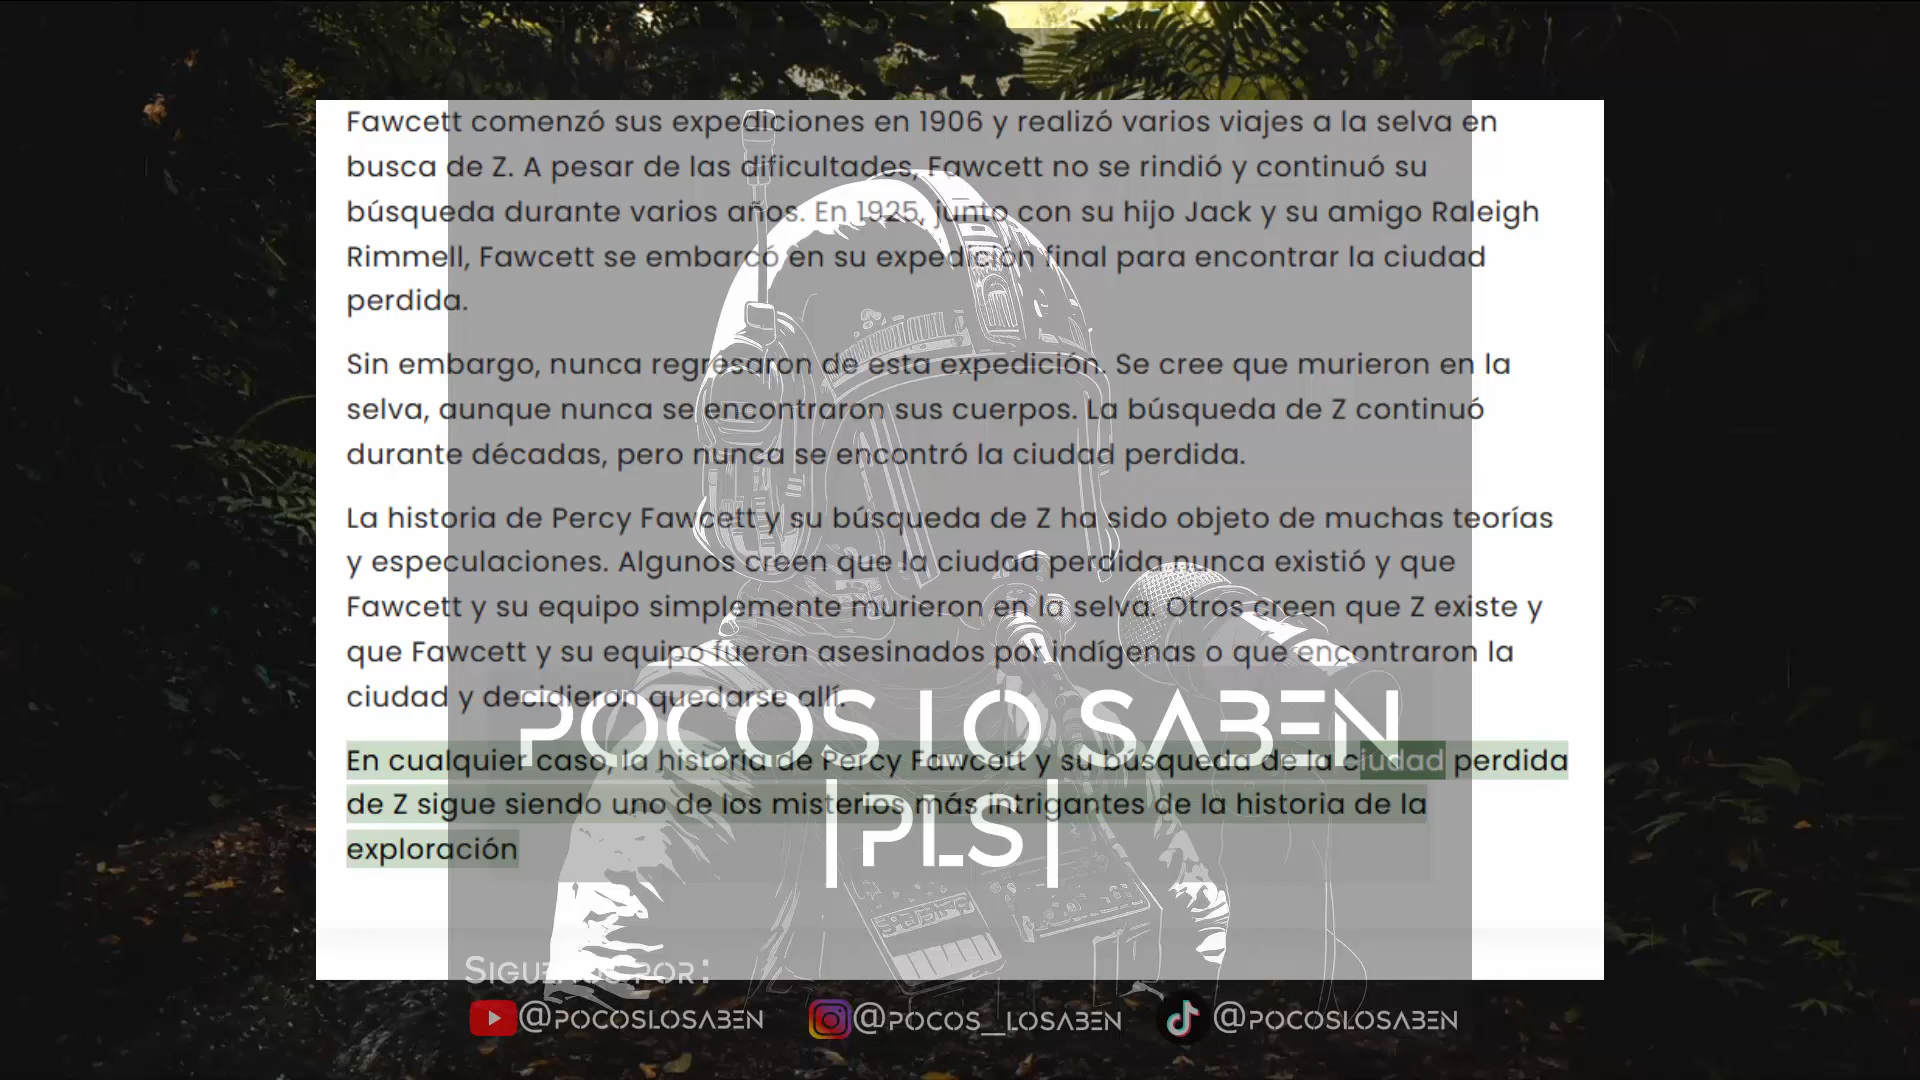 Fawcett comenzó sus expediciones en 1906 y realizó varios viajes a la selva en
busca de Z. A pesar de las dificultades, Fawcett no se rindió y continuó su
búsqueda durante varios años. En 1925, junto con su hijo Jack y su amigo Raleigh
Rimmell, Fawcett se embarcó en su expedición final para encontrar la ciudad
perdida.
Sin embargo, nunca regresaron de esta expedición. Se cree que murieron en la
selva, aunque nunca se encontraron sus cuerpos. La búsqueda de Z continuó
durante décadas, pero nunca se encontró la ciudad perdida.
La historia de Percy Fawcett y su búsqueda de Z ha sido objeto de muchas teorías
y especulaciones. Algunos creen que la ciudad perdida nunca existió y que
Fawcett y su equipo simplemente murieron en la selva. Otros creen que Z existe y
que Fawcett y su equipo fueron asesinados por indígenas o que encontraron la
ciudad y decidieron quedarse allí.
POCOS LO SABEN
En cualquier caso, la historia de Percy Fawcett y su búsqueda de la ciudad perdida
de Z sigue siendo uno de los misterios más intrigantes de la historia de la
|PLS|
exploración
Siguenos por:
@pocoslosaben @pocos_losaben @pocoslosaben